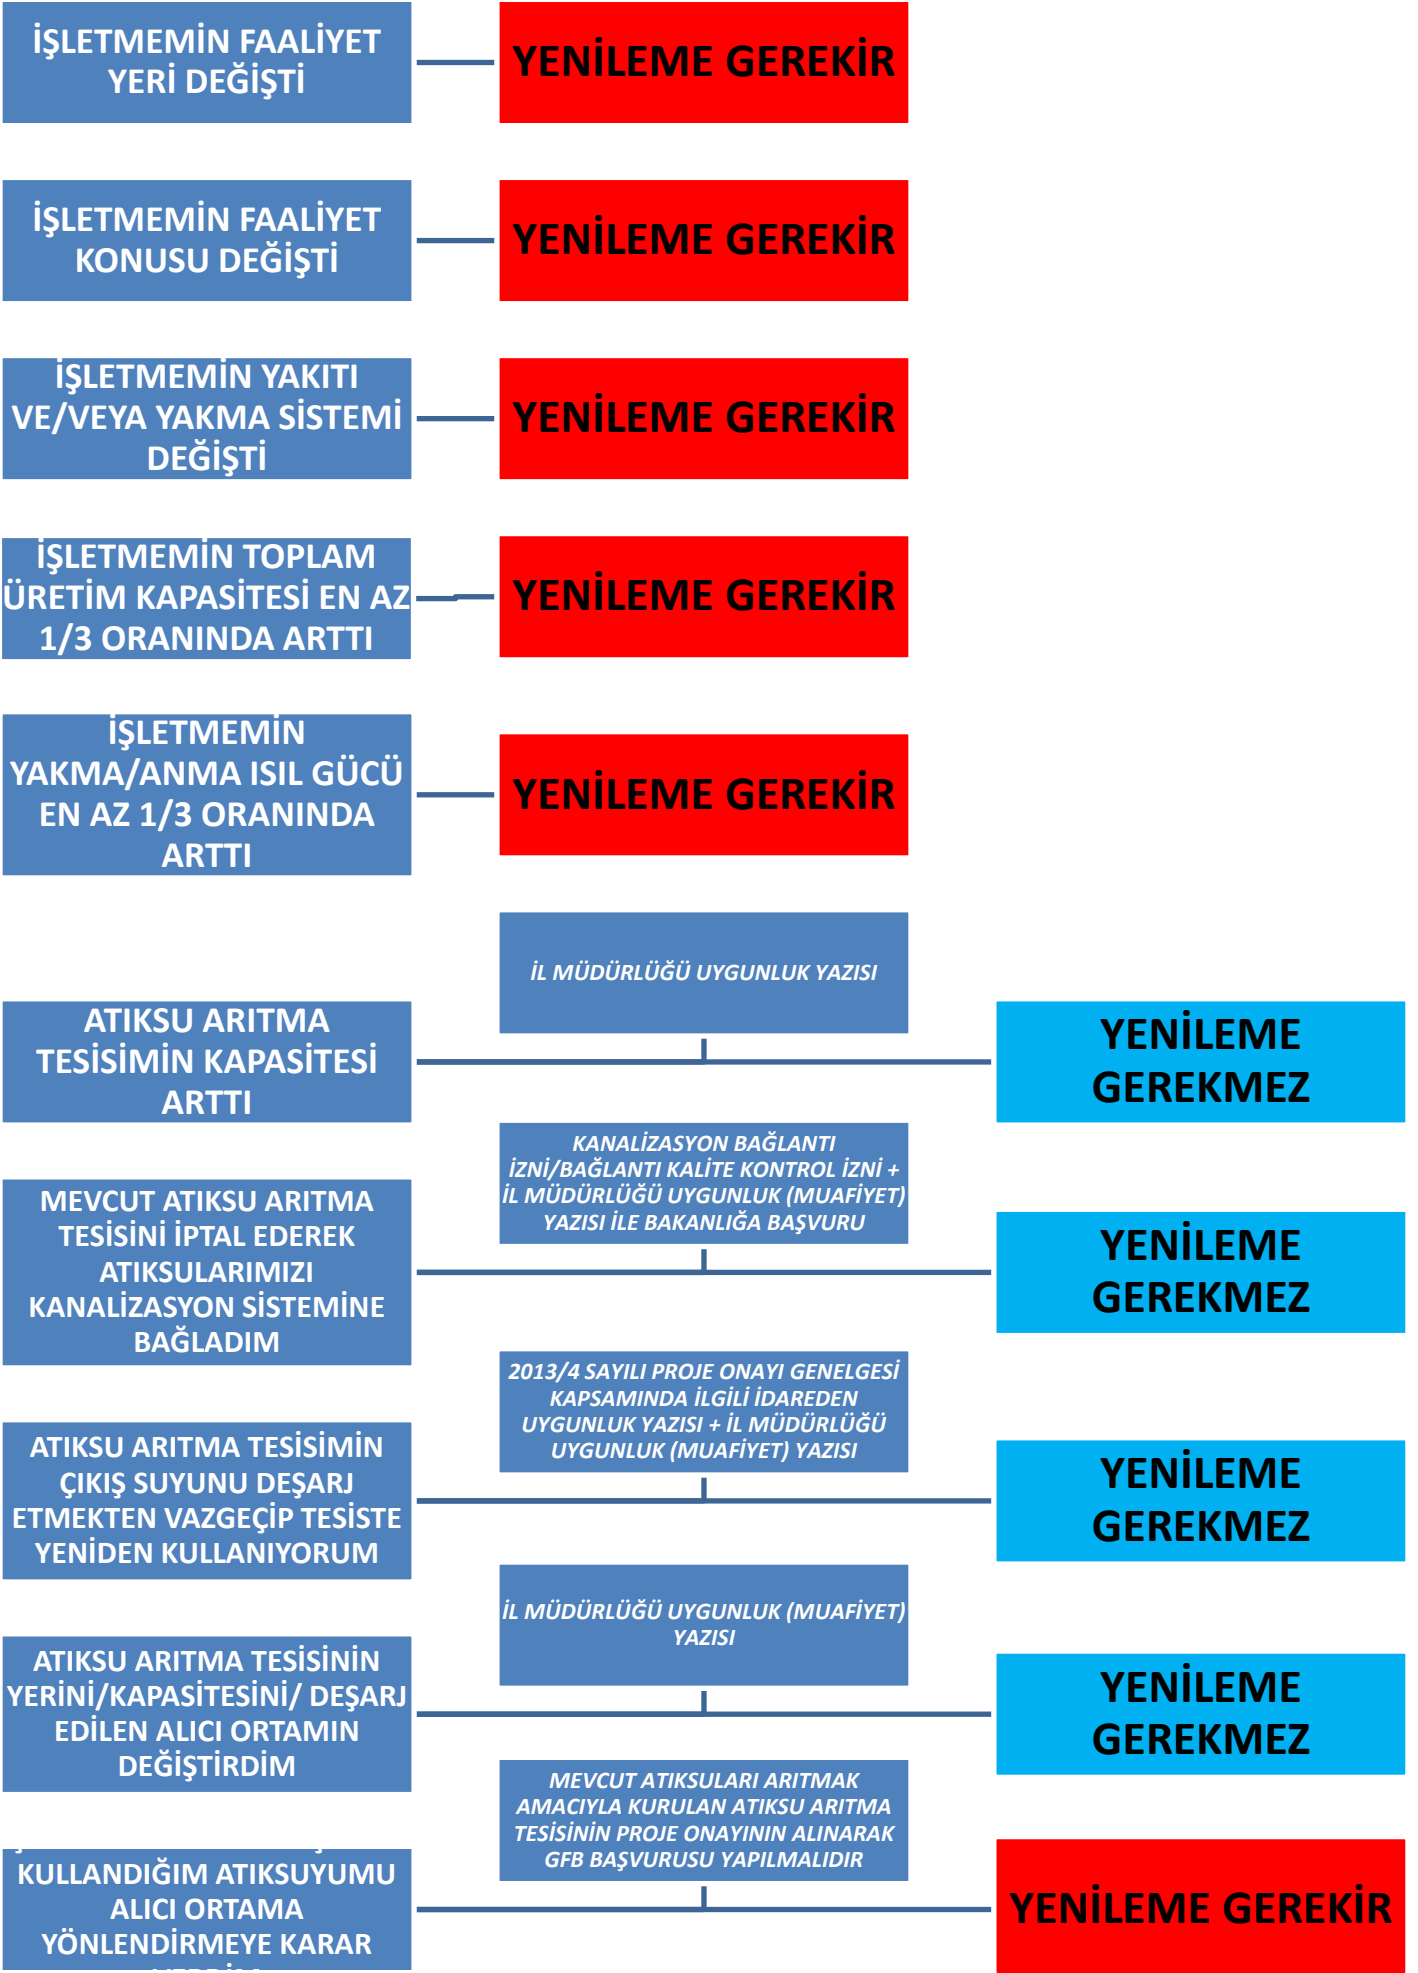 İŞLETMEMİN FAALİYET
YERİ DEĞİŞTİ
YENİLEME GEREKİR
İŞLETMEMİN FAALİYET
KONUSU DEĞİŞTİ
YENİLEME GEREKİR
İŞLETMEMİN YAKITI
VE/VEYA YAKMA SİSTEMİ
DEĞİŞTİ
YENİLEME GEREKİR
İŞLETMEMİN TOPLAM
ÜRETİM KAPASİTESİ EN AZ
1/3 ORANINDA ARTTI
YENİLEME GEREKİR
İŞLETMEMİN
YAKMA/ANMA ISIL GÜCÜ
EN AZ 1/3 ORANINDA
ARTTI
YENİLEME GEREKİR
ATIKSU ARITMA
TESİSİMİN KAPASİTESİ
ARTTI
İL MÜDÜRLÜĞÜ UYGUNLUK YAZISI
YENİLEME
GEREKMEZ
MEVCUT ATIKSU ARITMA
TESİSİNİ İPTAL EDEREK
ATIKSULARIMIZI
KANALİZASYON SİSTEMİNE
BAĞLADIM
KANALİZASYON BAĞLANTI
İZNİ/BAĞLANTI KALİTE KONTROL İZNİ +
İL MÜDÜRLÜĞÜ UYGUNLUK (MUAFİYET)
YAZISI İLE BAKANLIĞA BAŞVURU
YENİLEME
GEREKMEZ
ATIKSU ARITMA TESİSİMİN
ÇIKIŞ SUYUNU DEŞARJ
ETMEKTEN VAZGEÇİP TESİSTE
YENİDEN KULLANIYORUM
2013/4 SAYILI PROJE ONAYI GENELGESİ
KAPSAMINDA İLGİLİ İDAREDEN
UYGUNLUK YAZISI + İL MÜDÜRLÜĞÜ
UYGUNLUK (MUAFİYET) YAZISI
YENİLEME
GEREKMEZ
ATIKSU ARITMA TESİSİNİN
YERİNİ/KAPASİTESİNİ/ DEŞARJ
EDİLEN ALICI ORTAMIN
DEĞİŞTİRDİM
İL MÜDÜRLÜĞÜ UYGUNLUK (MUAFİYET)
YAZISI
YENİLEME
GEREKMEZ
KULLANDIĞIM ATIKSUYUMU
ALICI ORTAMA
YÖNLENDİRMEYE KARAR
MEVCUT ATIKSULARI ARITMAK
AMACIYLA KURULAN ATIKSU ARITMA
TESİSİNİN PROJE ONAYININ ALINARAK
GFB BAŞVURUSU YAPILMALIDIR
YENİLEME GEREKİR